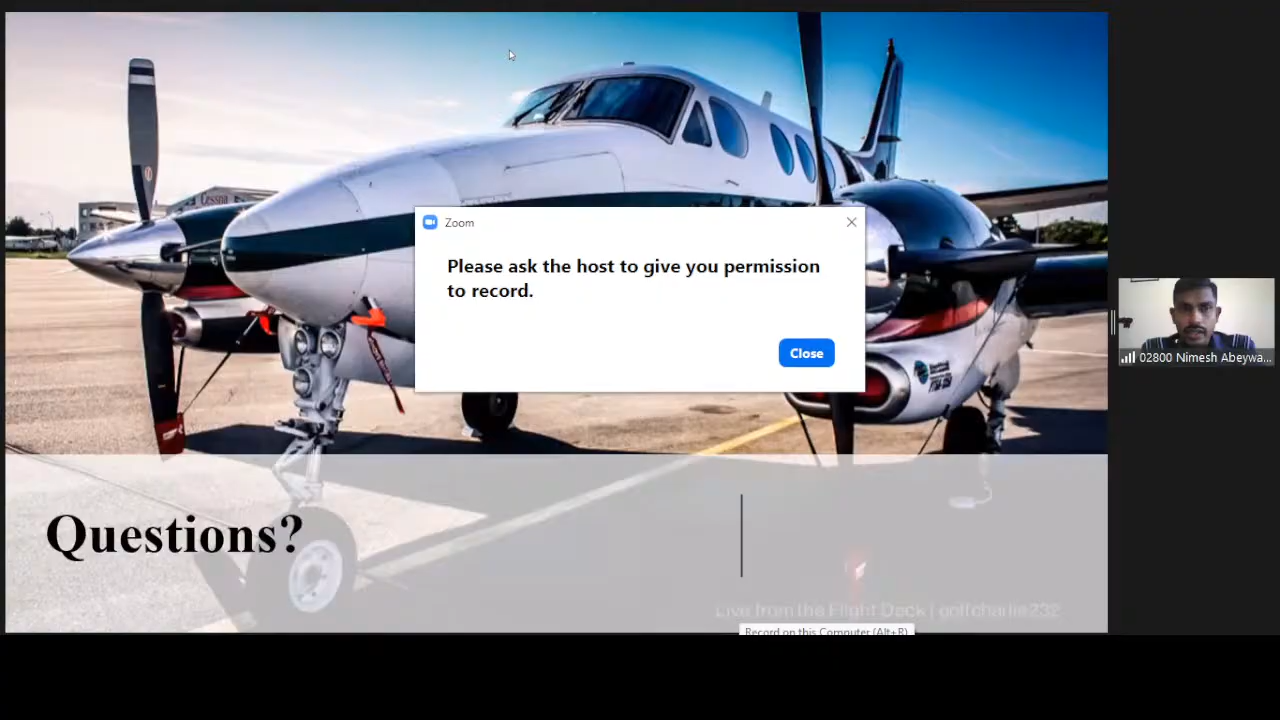 Cessna
Zoom
Please ask the host to give you permission
to record.
Close
02800 Nimesh Abeywa...
Questions?
Live from the Flight Deck | golfcharlie232
Record on this Computer (Alt+R)